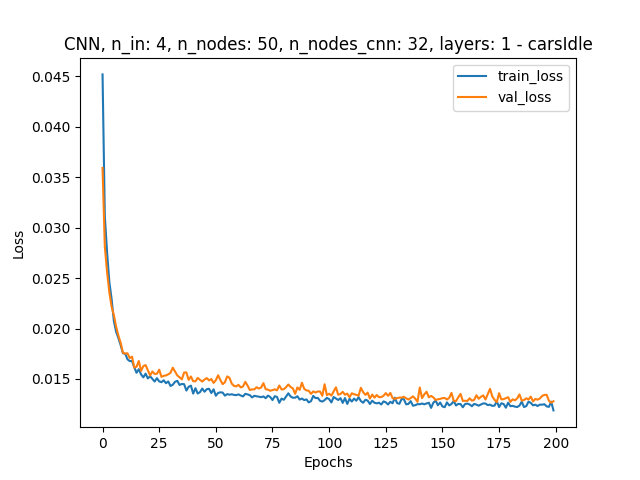 CNN, n_in: 4, n_nodes: 50, n_nodes_cnn: 32, layers: 1 - carsIdle
train_loss
val_loss
0.045
0.040
0.035
0.030
0.025
0.020
0.015
Loss
0 25 50 75 100 125 150 175 200
Epochs